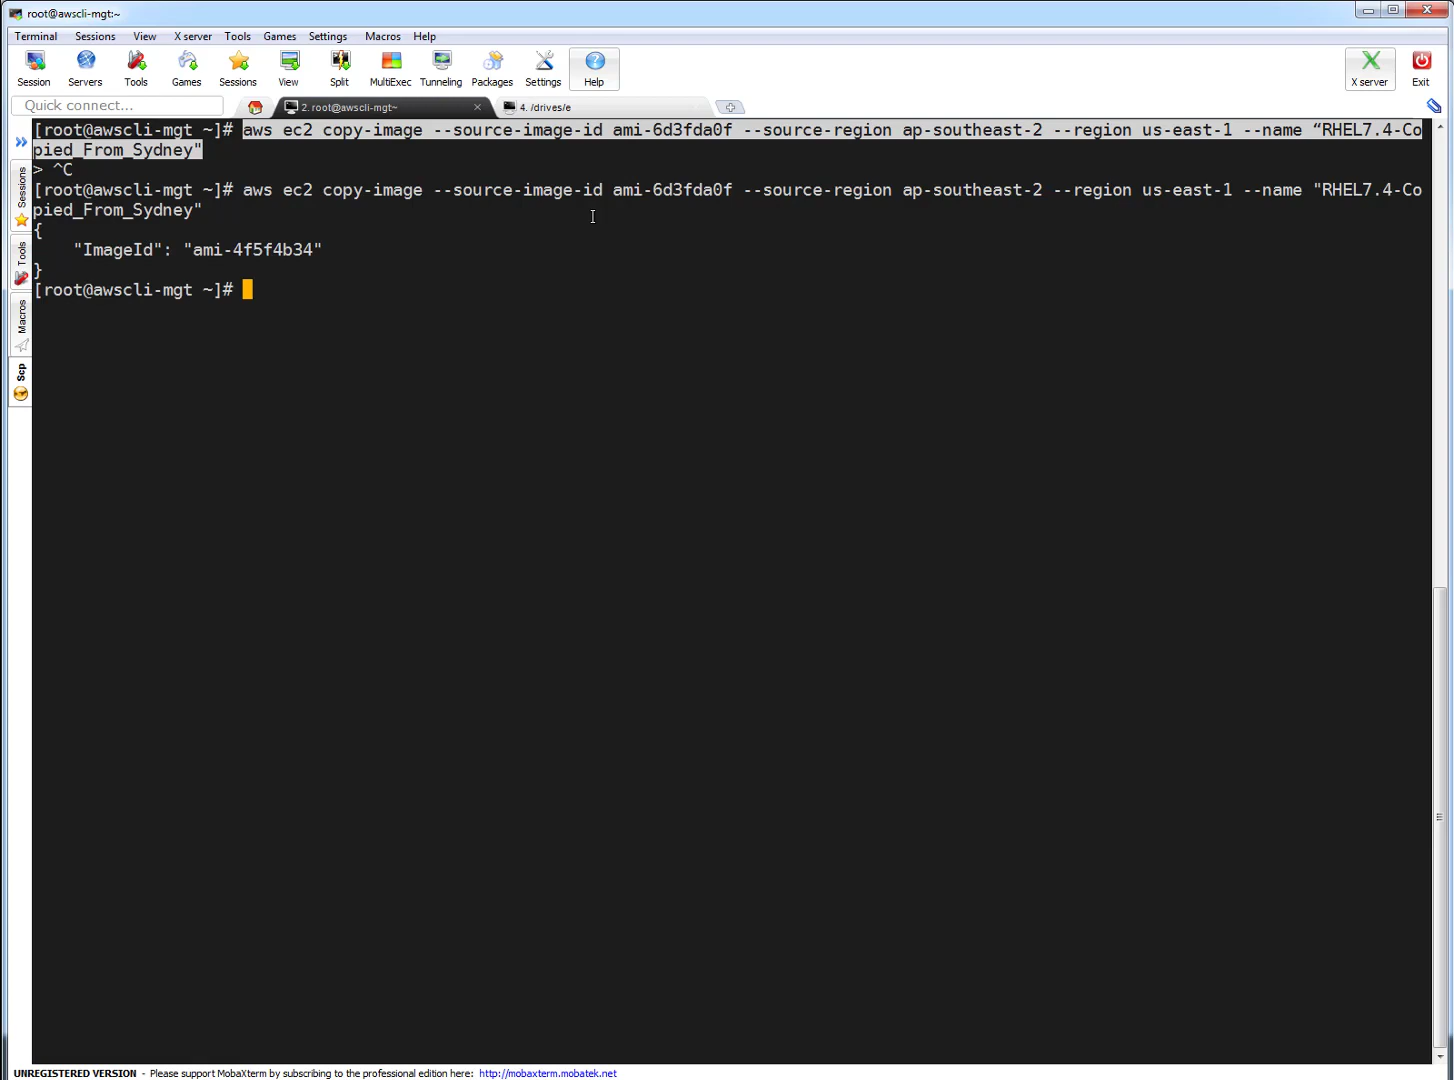 root@awscli-mgt:~
Terminal Sessions View X server Tools Games Settings Macros Help
Session Servers Tools Games Sessions View Split MultiExec Tunneling Packages Settings Help X server Exit
Quick connect... 2. root@awscli-mgt~ 4. /drives/e
[root@awscli-mgt ~]# aws ec2 copy-image --source-image-id ami-6d3fda0f --source-region ap-southeast-2 --region us-east-1 --name “RHEL7.4-Co
pied_From_Sydney"
> ^C
[root@awscli-mgt ~]# aws ec2 copy-image --source-image-id ami-6d3fda0f --source-region ap-southeast-2 --region us-east-1 --name "RHEL7.4-Co
pied_From_Sydney"
{
    "ImageId": "ami-4f5f4b34"
}
[root@awscli-mgt ~]#
Sessions
Tools
Macros
Scp
UNREGISTERED VERSION - Please support MobaXterm by subscribing to the professional edition here: http://mobaxterm.mobatek.net